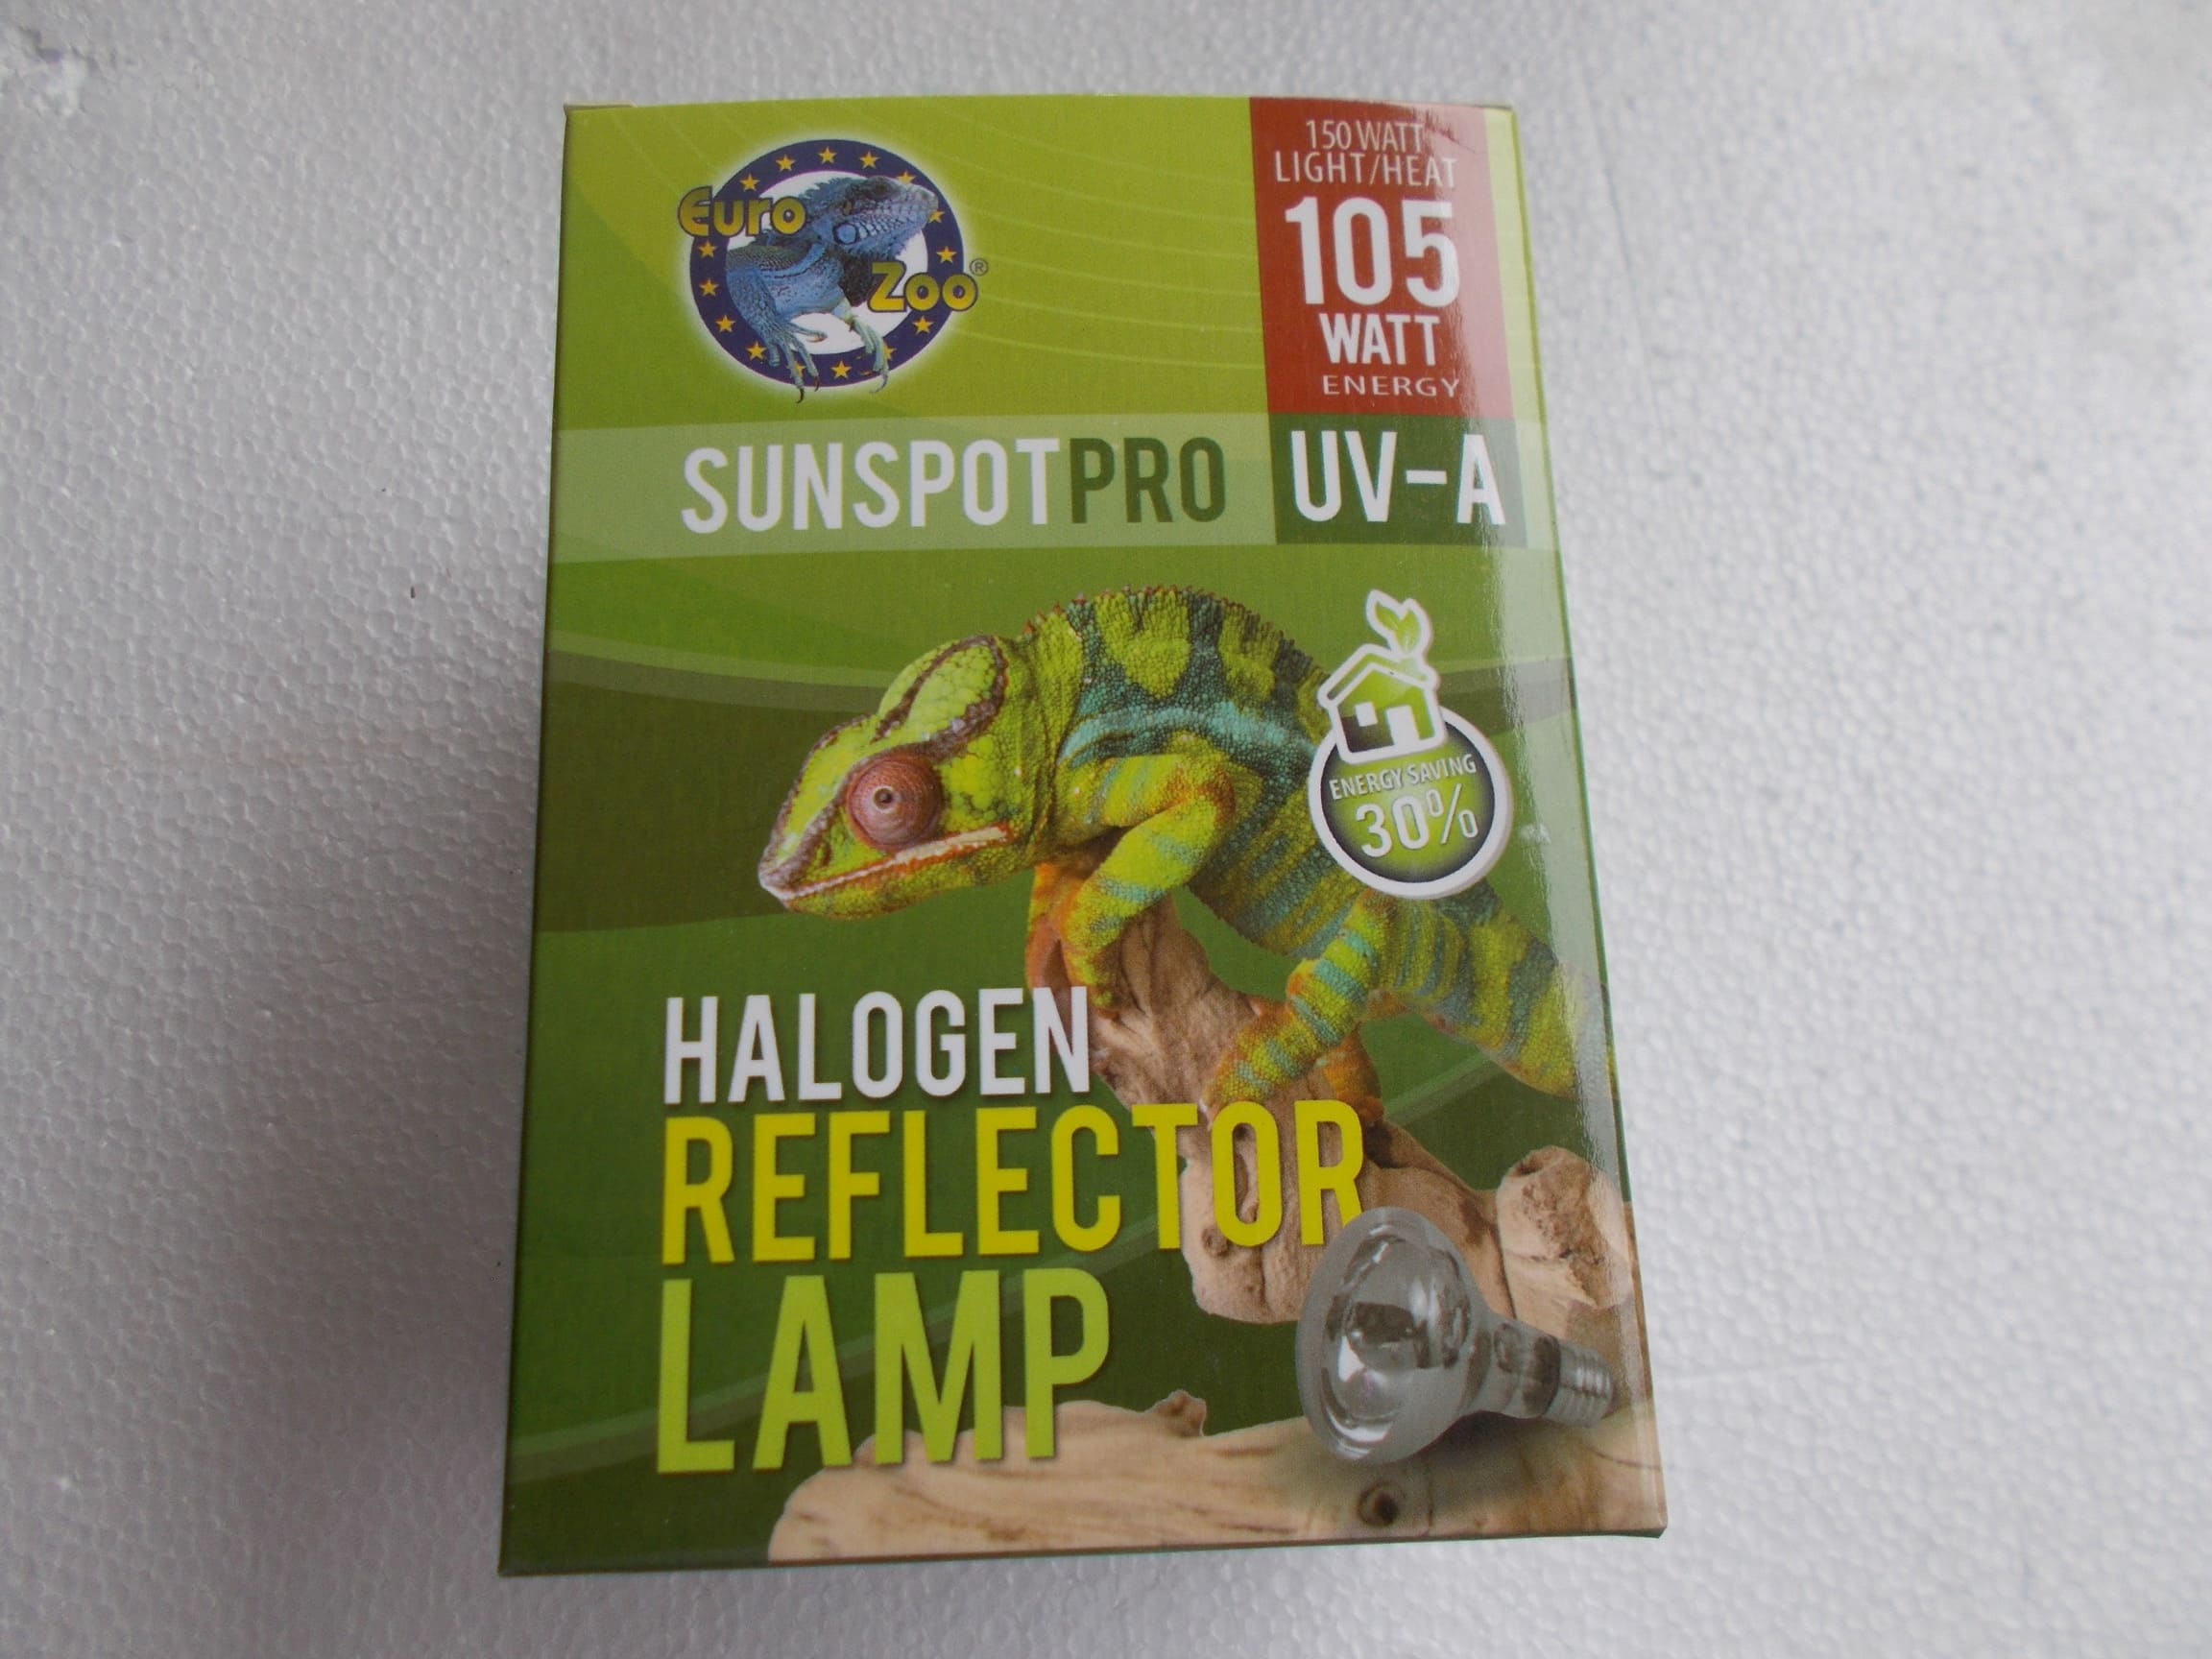 Euro
Zoo®
150 WATT
LIGHT/HEAT
105
WATT
ENERGY
SUNSPOTPRO
UV-A
ENERGY SAVING
30%
HALOGEN
REFLECTOR
LAMP